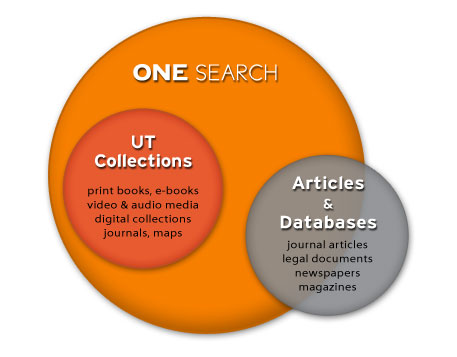 ONE SEARCH
UT
Collections
print books, e-books
video & audio media
digital collections
journals, maps
Articles
&
Databases
journal articles
legal documents
newspapers
magazines